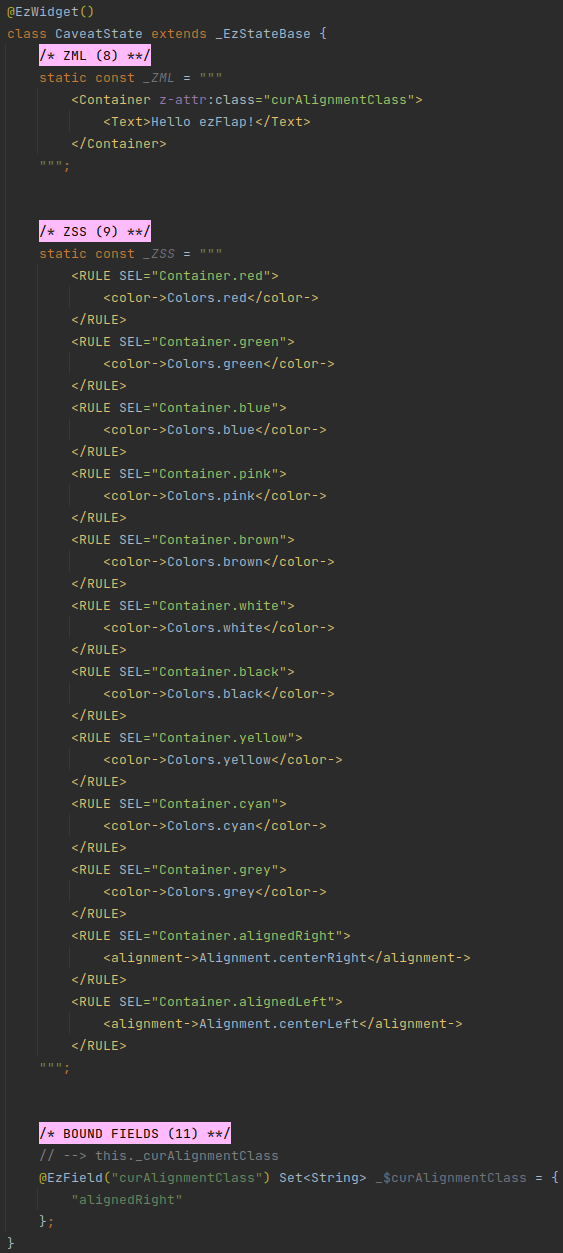 @EzWidget()
class CaveatState extends _EzStateBase {
    /* ZML (8) **/
    static const _ZML = """
        <Container z-attr:class="curAlignmentClass">
            <Text>Hello ezFlap!</Text>
        </Container>
    """;
    /* ZSS (9) **/
    static const _ZSS = """
        <RULE SEL="Container.red">
            <color->Colors.red</color->
        </RULE>
        <RULE SEL="Container.green">
            <color->Colors.green</color->
        </RULE>
        <RULE SEL="Container.blue">
            <color->Colors.blue</color->
        </RULE>
        <RULE SEL="Container.pink">
            <color->Colors.pink</color->
        </RULE>
        <RULE SEL="Container.brown">
            <color->Colors.brown</color->
        </RULE>
        <RULE SEL="Container.white">
            <color->Colors.white</color->
        </RULE>
        <RULE SEL="Container.black">
            <color->Colors.black</color->
        </RULE>
        <RULE SEL="Container.yellow">
            <color->Colors.yellow</color->
        </RULE>
        <RULE SEL="Container.cyan">
            <color->Colors.cyan</color->
        </RULE>
        <RULE SEL="Container.grey">
            <color->Colors.grey</color->
        </RULE>
        <RULE SEL="Container.alignedRight">
            <alignment->Alignment.centerRight</alignment->
        </RULE>
        <RULE SEL="Container.alignedLeft">
            <alignment->Alignment.centerLeft</alignment->
        </RULE>
    """;
    /* BOUND FIELDS (11) **/
    // --> this._curAlignmentClass
    @EzField("curAlignmentClass") Set<String> _$curAlignmentClass = {
        "alignedRight"
    };
}